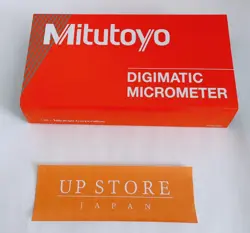 Mitutoyo
DIGIMATIC
MICROMETER
UP STORE
JAPAN